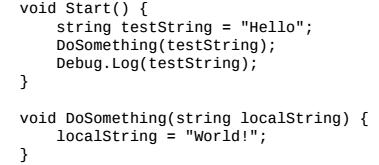 void Start() {
    string testString = "Hello";
    DoSomething(testString);
    Debug.Log(testString);
}

void DoSomething(string localString) {
    localString = "World!";
}